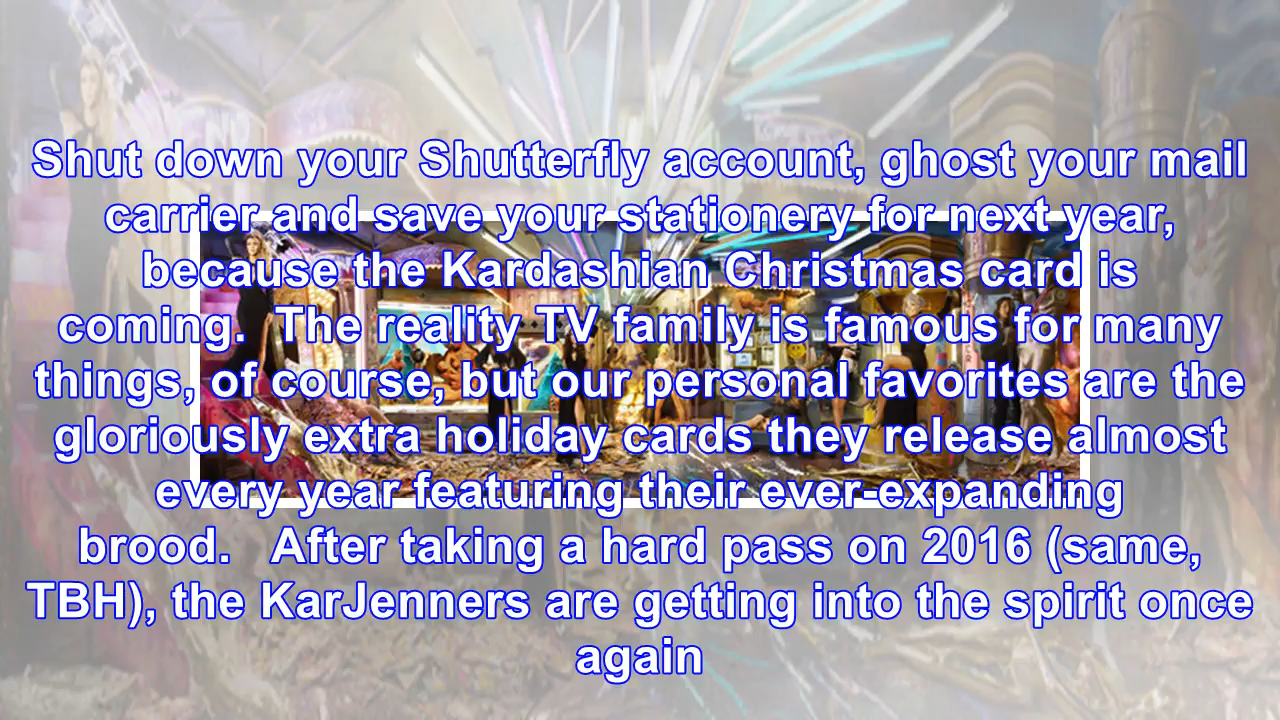 Shut down your Shutterfly account, ghost your mail
carrier and save your stationery for next year,
because the Kardashian Christmas card is
coming.  The reality TV family is famous for many
things, of course, but our personal favorites are the
gloriously extra holiday cards they release almost
every year featuring their ever-expanding
brood.   After taking a hard pass on 2016 (same,
TBH), the KarJenners are getting into the spirit once
again